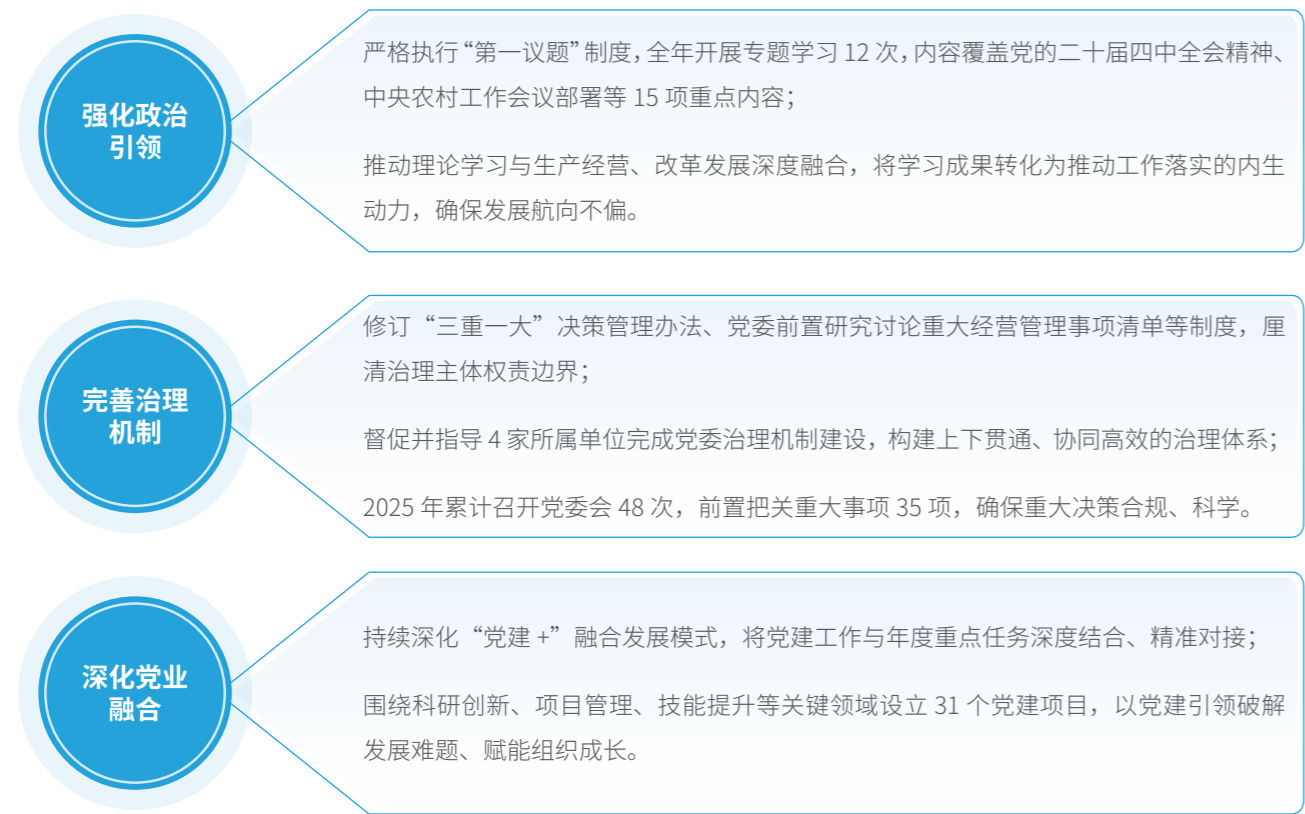 强化政治
引领
严格执行“第一议题”制度，全年开展专题学习 12 次，内容覆盖党的二十届四中全会精神、
中央农村工作会议部署等 15 项重点内容；
推动理论学习与生产经营、改革发展深度融合，将学习成果转化为推动工作落实的内生
动力，确保发展航向不偏。
完善治理
机制
修订“三重一大”决策管理办法、党委前置研究讨论重大经营管理事项清单等制度，厘
清治理主体权责边界；
督促并指导 4 家所属单位完成党委治理机制建设，构建上下贯通、协同高效的治理体系；
2025 年累计召开党委会 48 次，前置把关重大事项 35 项，确保重大决策合规、科学。
深化党业
融合
持续深化“党建 +”融合发展模式，将党建工作与年度重点任务深度结合、精准对接；
围绕科研创新、项目管理、技能提升等关键领域设立 31 个党建项目，以党建引领破解
发展难题、赋能组织成长。